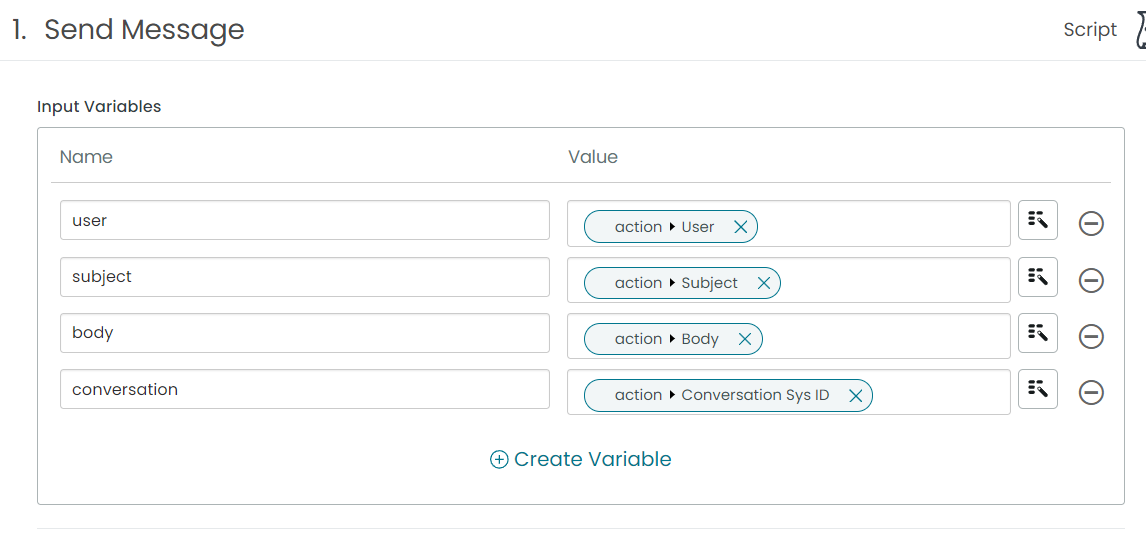 1. Send Message
Script
Input Variables
Name Value
user action ▸ User
subject action ▸ Subject
body action ▸ Body
conversation action ▸ Conversation Sys ID
Create Variable